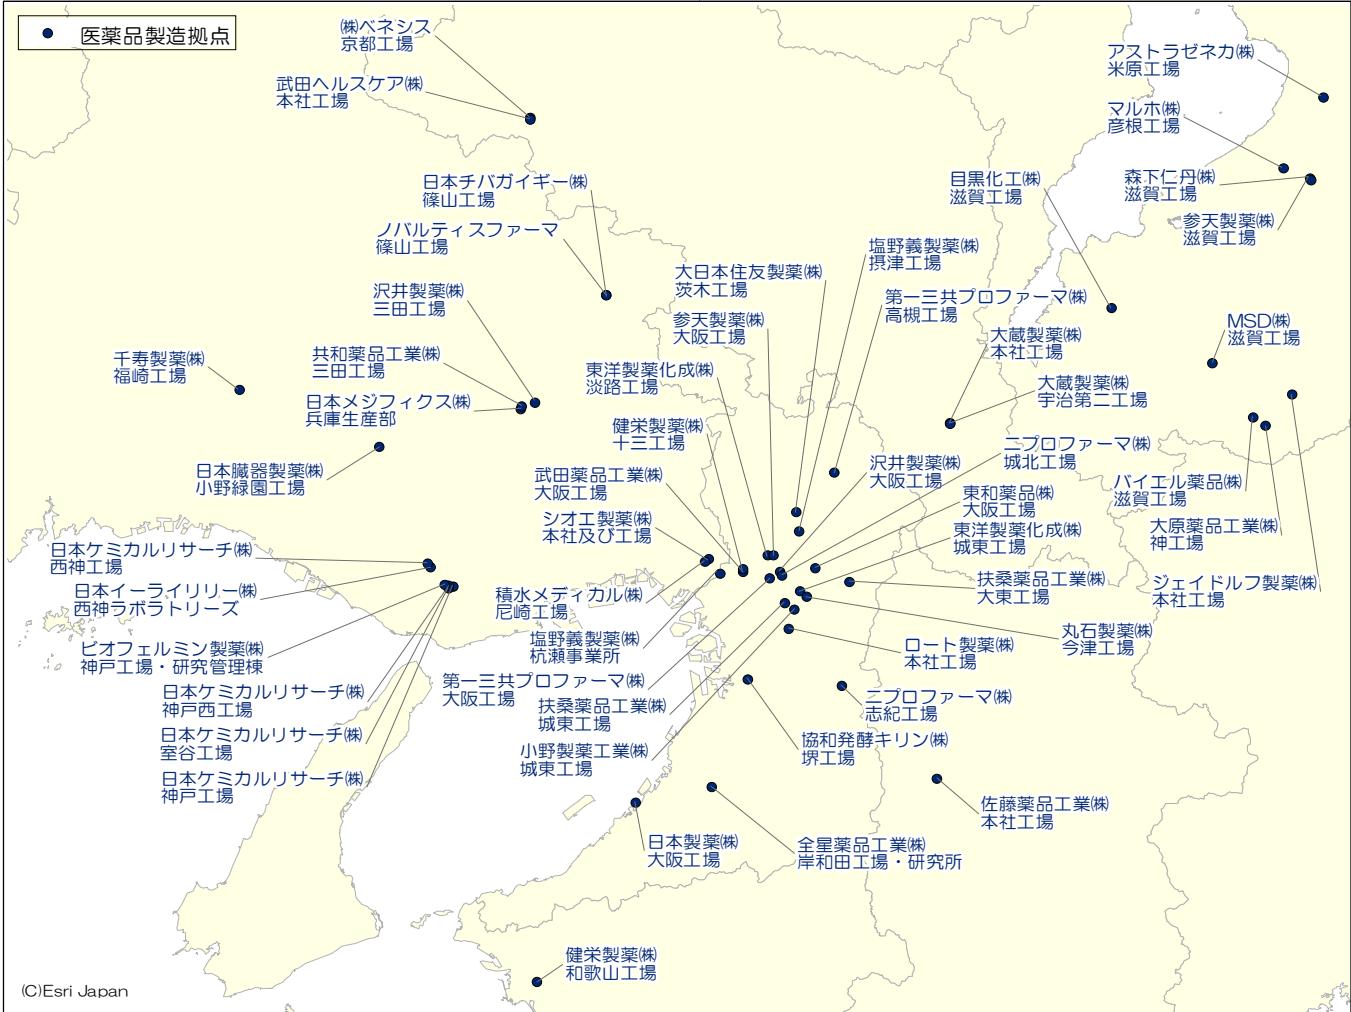 医薬品製造拠点
㈱ベネシス
京都工場
武田ヘルスケア㈱
本社工場
アストラゼネカ㈱
米原工場
マルホ㈱
彦根工場
日本チバガイギー㈱
篠山工場
目黒化工㈱
滋賀工場
森下仁丹㈱
滋賀工場
参天製薬㈱
滋賀工場
ノバルティスファーマ
篠山工場
塩野義製薬㈱
摂津工場
大日本住友製薬㈱
茨木工場
沢井製薬㈱
三田工場
第一三共プロファーマ㈱
高槻工場
参天製薬㈱
大阪工場
MSD㈱
滋賀工場
大蔵製薬㈱
本社工場
千寿製薬㈱
福崎工場
共和薬品工業㈱
三田工場
東洋製薬化成㈱
淡路工場
大蔵製薬㈱
宇治第二工場
日本メジフィクス㈱
兵庫生産部
健栄製薬㈱
十三工場
ニプロファーマ㈱
城北工場
日本臓器製薬㈱
小野緑園工場
武田薬品工業㈱
大阪工場
沢井製薬㈱
大阪工場
バイエル薬品㈱
滋賀工場
東和薬品㈱
大阪工場
シオエ製薬㈱
本社及び工場
大原薬品工業㈱
神工場
東洋製薬化成㈱
城東工場
日本ケミカルリサーチ㈱
西神工場
扶桑薬品工業㈱
大東工場
ジェイドルフ製薬㈱
本社工場
日本イーライリリー㈱
西神ラボラトリーズ
積水メディカル㈱
尼崎工場
丸石製薬㈱
今津工場
塩野義製薬㈱
杭瀬事業所
ロート製薬㈱
本社工場
ビオフェルミン製薬㈱
神戸工場・研究管理棟
第一三共プロファーマ㈱
大阪工場
日本ケミカルリサーチ㈱
神戸西工場
扶桑薬品工業㈱
城東工場
ニプロファーマ㈱
志紀工場
日本ケミカルリサーチ㈱
室谷工場
小野製薬工業㈱
城東工場
協和発酵キリン㈱
堺工場
日本ケミカルリサーチ㈱
神戸工場
佐藤薬品工業㈱
本社工場
日本製薬㈱
大阪工場
全星薬品工業㈱
岸和田工場・研究所
健栄製薬㈱
和歌山工場
(C)Esri Japan